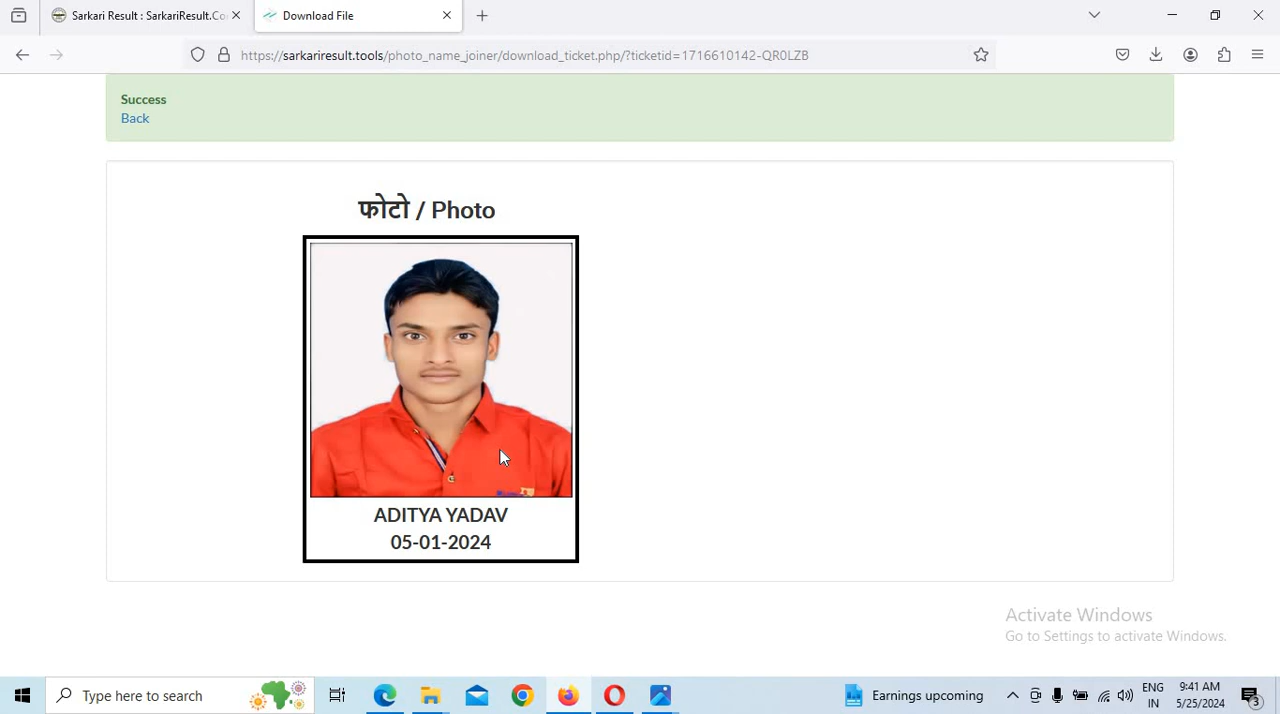 Sarkari Result : SarkariResult.Co
Download File
https://sarkariresult.tools/photo_name_joiner/download_ticket.php/?ticketid=1716610142-QR0LZB
Success
Back
फोटो / Photo
ADITYA YADAV
05-01-2024
Activate Windows
Go to Settings to activate Windows.
Type here to search
Earnings upcoming
ENG
IN
9:41 AM
5/25/2024
3